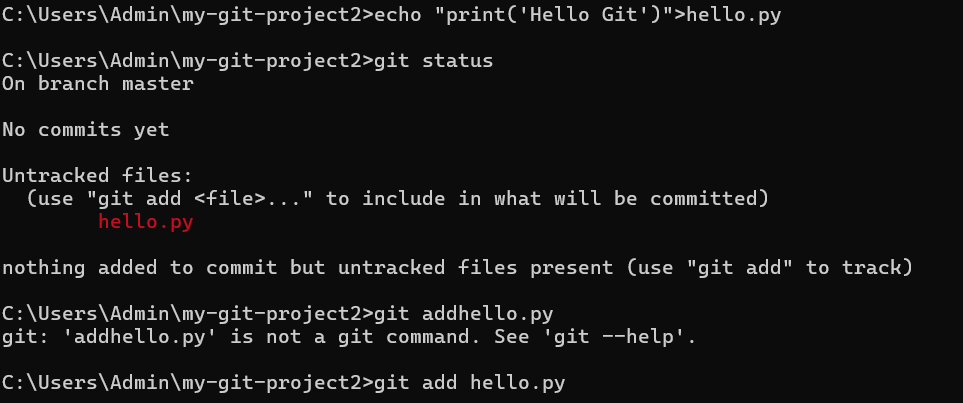 C:\Users\Admin\my-git-project2>echo "print('Hello Git')">hello.py
C:\Users\Admin\my-git-project2>git status
On branch master
No commits yet
Untracked files:
(use "git add <file>..." to include in what will be committed)
hello.py
nothing added to commit but untracked files present (use "git add" to track)
C:\Users\Admin\my-git-project2>git addhello.py
git: 'addhello.py' is not a git command. See 'git --help'.
C:\Users\Admin\my-git-project2>git add hello.py